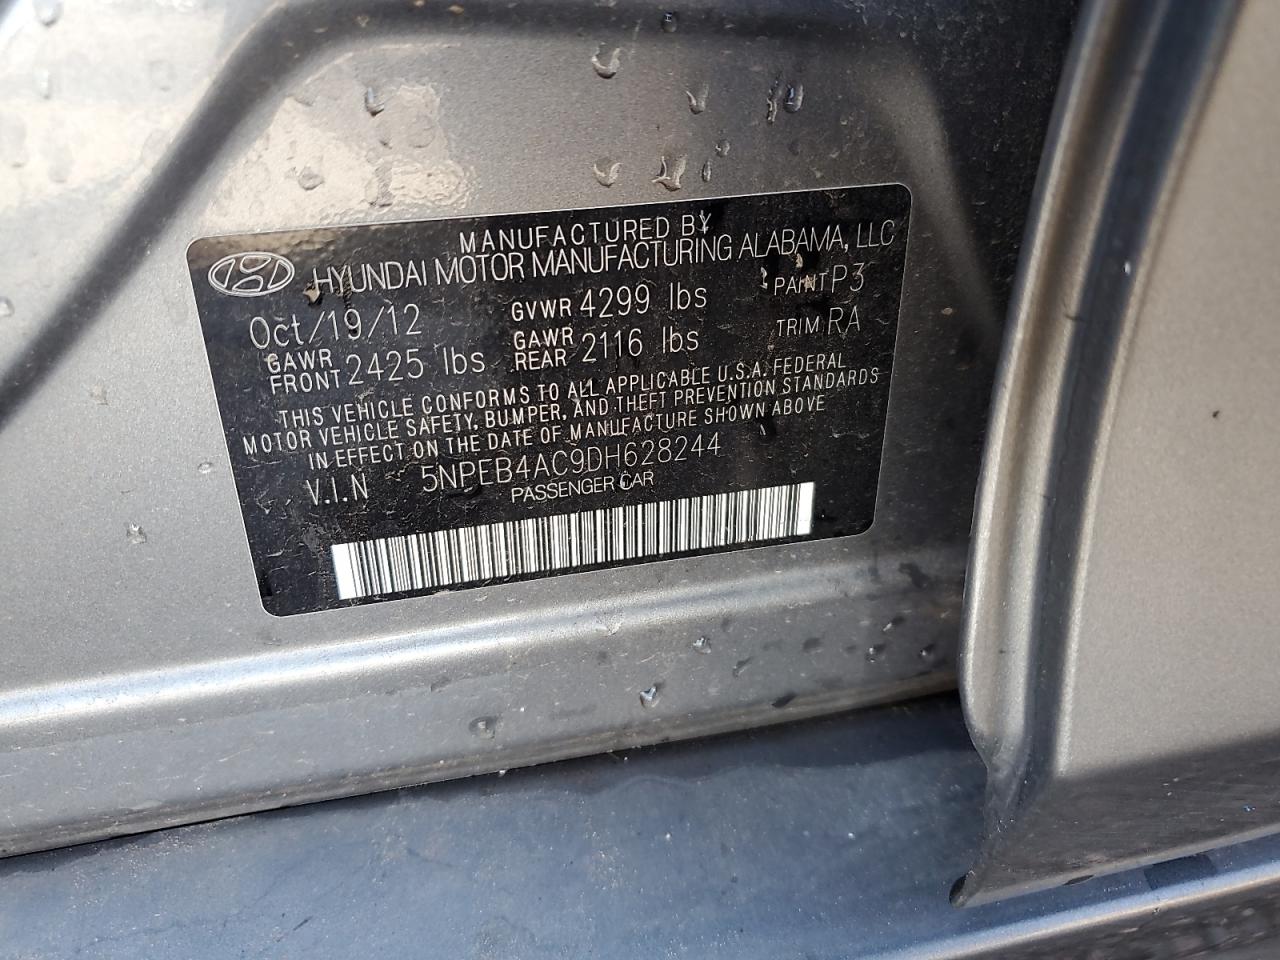 MANUFACTURED BY
HYUNDAI MOTOR MANUFACTURING ALABAMA, LLC
Oct/19/12 GVWR 4299 lbs PAINT P3
GAWR FRONT 2425 lbs GAWR REAR 2116 lbs TRIM RA
THIS VEHICLE CONFORMS TO ALL APPLICABLE U.S.A. FEDERAL
MOTOR VEHICLE SAFETY, BUMPER, AND THEFT PREVENTION STANDARDS
IN EFFECT ON THE DATE OF MANUFACTURE SHOWN ABOVE
V.I.N 5NPEB4AC9DH628244
PASSENGER CAR